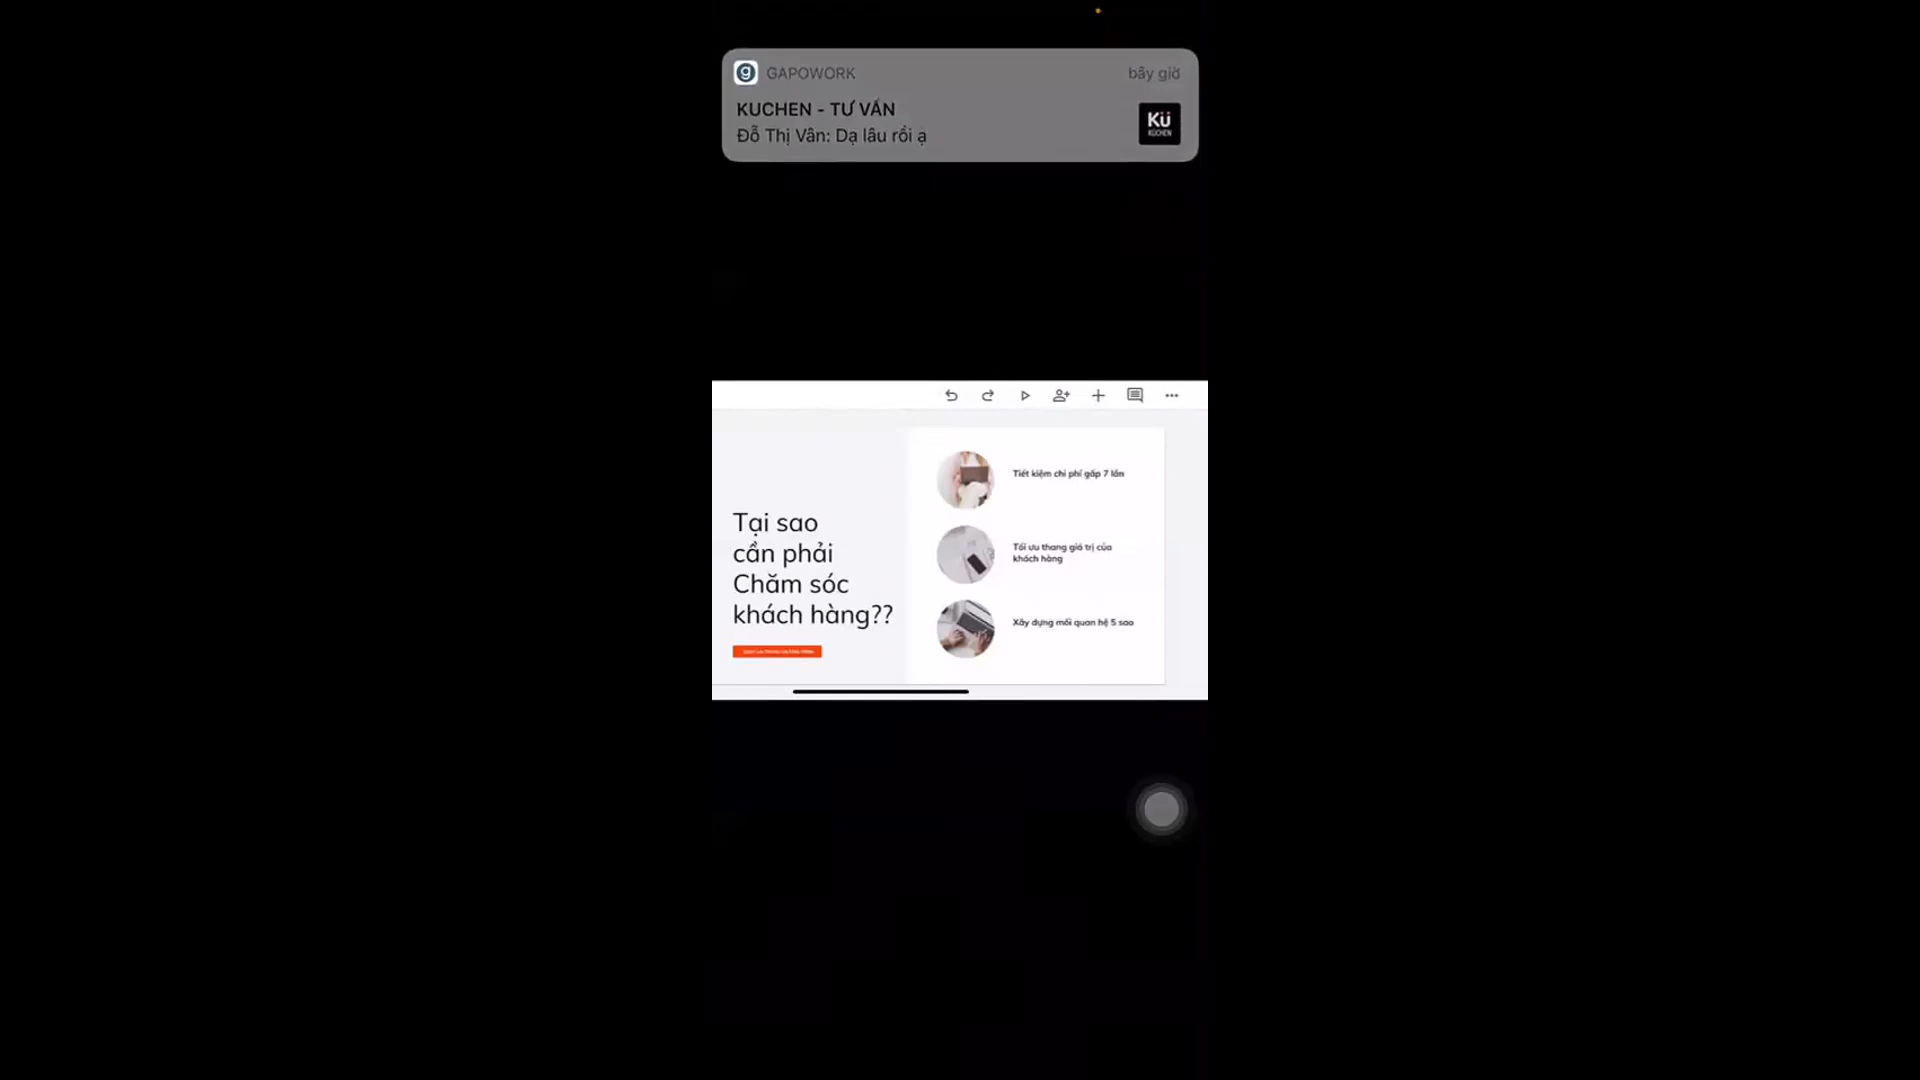 GAPOWORK
bây giờ
KUCHEN - TƯ VẤN
Đỗ Thị Vân: Dạ lâu rồi ạ
Kü
KÜCHEN
Tại sao
cần phải
Chăm sóc
khách hàng??
Tiết kiệm chi phí gấp 7 lần
Tối ưu thang giá trị của
khách hàng
Xây dựng mối quan hệ 5 sao